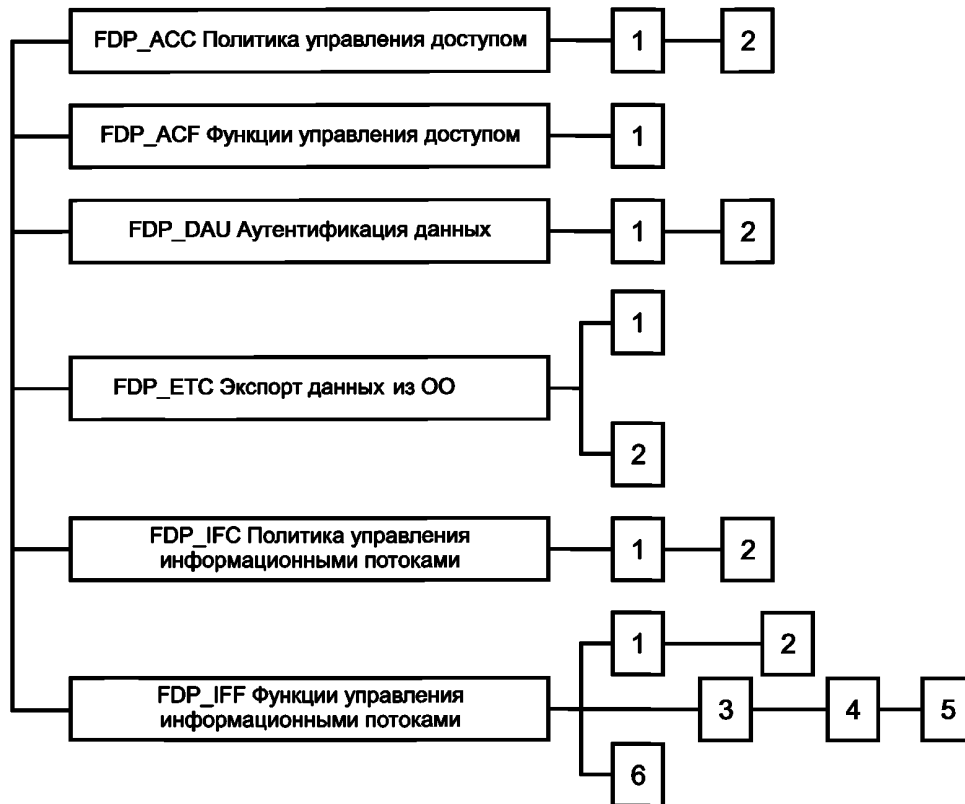 FDP_ACC Политика управления доступом 1 2
FDP_ACF Функции управления доступом 1
FDP_DAU Аутентификация данных 1 2
1
FDP_ETC Экспорт данных из ОО
2
FDP_IFC Политика управления
информационными потоками
1 2
1 2
FDP_IFF Функции управления
информационными потоками
3 4 5
6